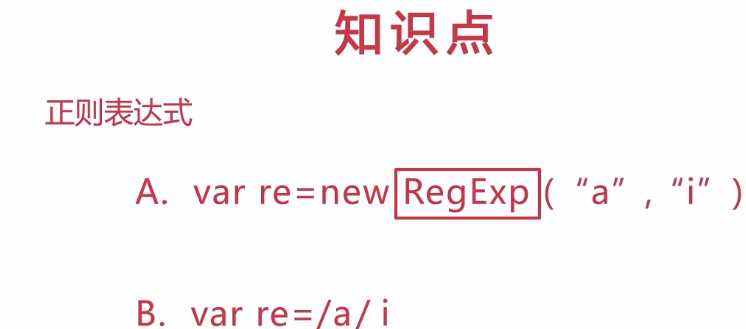 知识点
正则表达式
A. var re=new RegExp( “a” , “i” )
B. var re=/a/ i